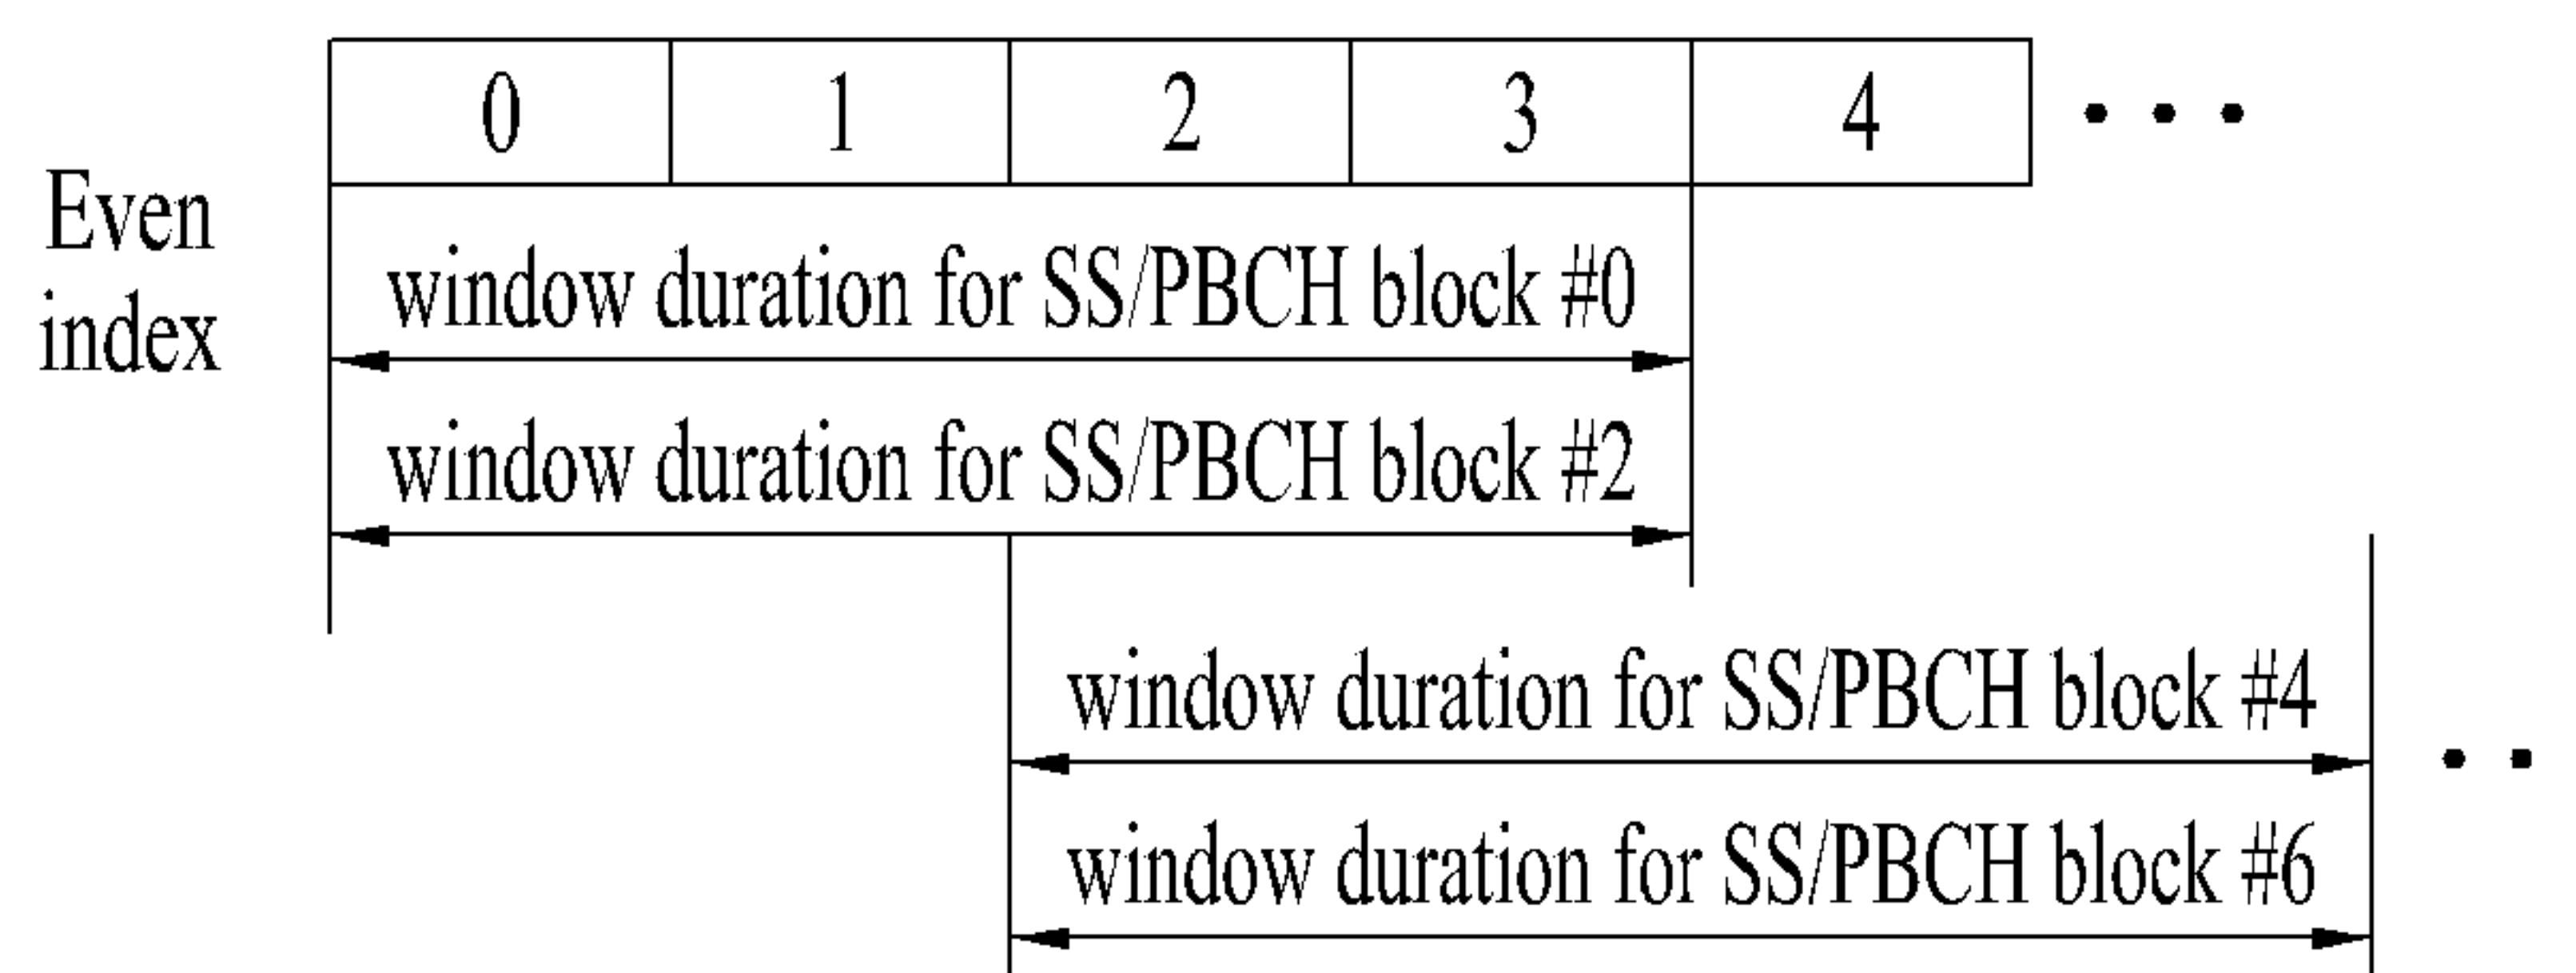 0 1 2 3 4 • • •
Even
index
window duration for SS/PBCH block #0
window duration for SS/PBCH block #2
window duration for SS/PBCH block #4
• •
window duration for SS/PBCH block #6